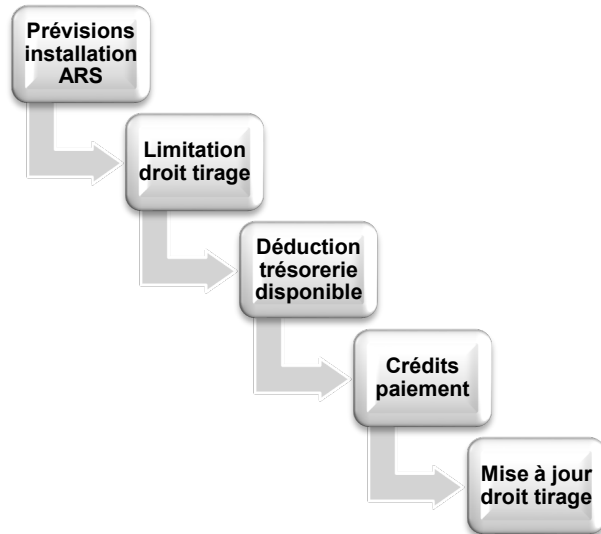 Prévisions
installation
ARS
Limitation
droit tirage
Déduction
trésorerie
disponible
Crédits
paiement
Mise à jour
droit tirage